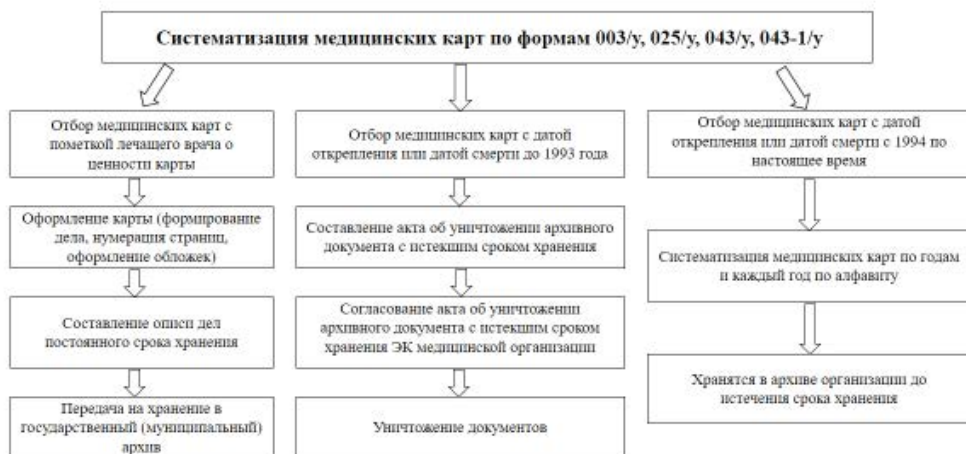 Систематизация медицинских карт по формам 003/у, 025/у, 043/у, 043-1/у
Отбор медицинских карт с
пометкой лечащего врача о
ценности карты
Оформление карты (формирование
дела, нумерация страниц,
оформление обложек)
Составление описи дел
постоянного срока хранения
Передача на хранение в
государственный (муниципальный)
архив
Отбор медицинских карт с датой
открепления или датой смерти до 1993 года
Составление акта об уничтожении архивного
документа с истекшим сроком хранения
Согласование акта об уничтожении
архивного документа с истекшим сроком
хранения ЭК медицинской организации
Уничтожение документов
Отбор медицинских карт с датой
открепления или датой смерти с 1994 по
настоящее время
Систематизация медицинских карт по годам
и каждый год по алфавиту
Хранятся в архиве организации до
истечения срока хранения